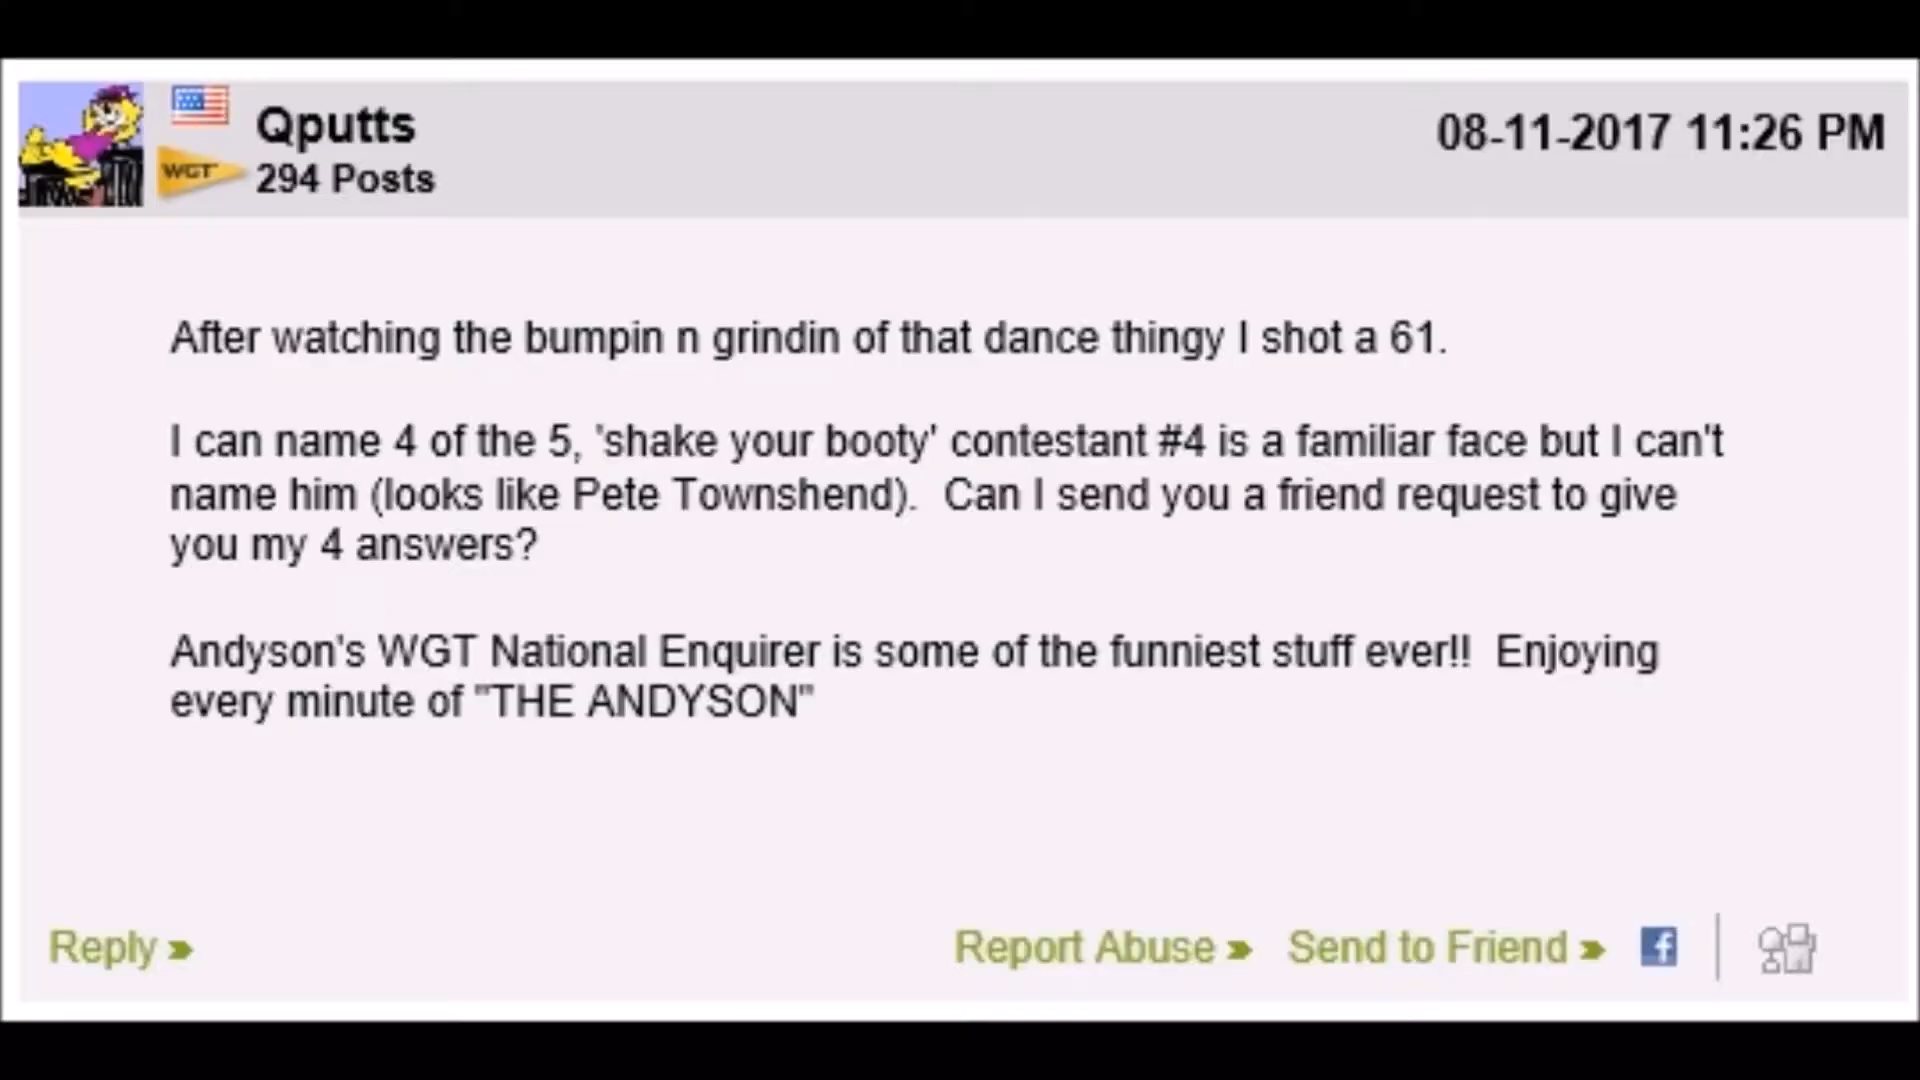 Qputts
08-11-2017 11:26 PM
WGT
294 Posts
After watching the bumpin n grindin of that dance thingy I shot a 61.
I can name 4 of the 5, 'shake your booty' contestant #4 is a familiar face but I can't
name him (looks like Pete Townshend).  Can I send you a friend request to give
you my 4 answers?
Andyson's WGT National Enquirer is some of the funniest stuff ever!!  Enjoying
every minute of "THE ANDYSON"
Reply
Report Abuse
Send to Friend
f